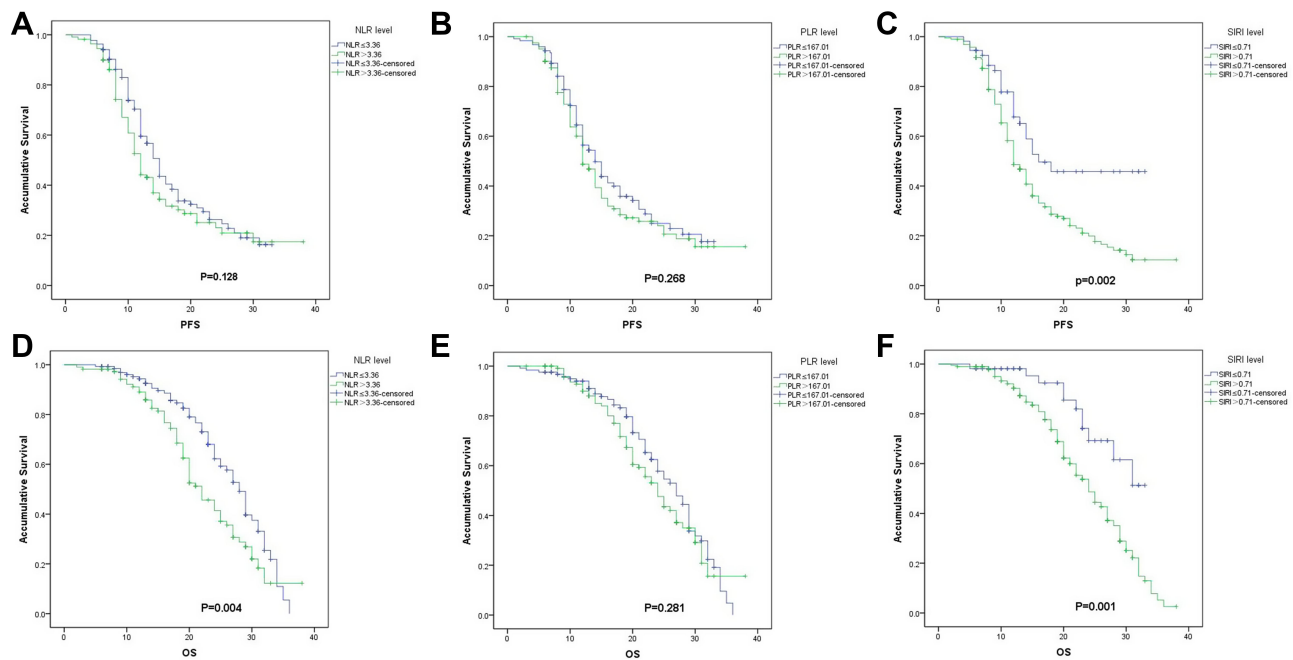 A
NLR level
NLR≤3.36
NLR>3.36
NLR≤3.36-censored
NLR>3.36-censored
Accumulative Survival
1.0
0.8
0.6
0.4
0.2
0.0
P=0.128
0 10 20 30 40
PFS
B
PLR level
PLR≤167.01
PLR>167.01
PLR≤167.01-censored
PLR>167.01-censored
Accumulative Survival
1.0
0.8
0.6
0.4
0.2
0.0
P=0.268
0 10 20 30 40
PFS
C
SIRI level
SIRI≤0.71
SIRI>0.71
SIRI≤0.71-censored
SIRI>0.71-censored
Accumulative Survival
1.0
0.8
0.6
0.4
0.2
0.0
p=0.002
0 10 20 30 40
PFS
D
NLR level
NLR≤3.36
NLR>3.36
NLR≤3.36-censored
NLR>3.36-censored
Accumulative Survival
1.0
0.8
0.6
0.4
0.2
0.0
P=0.004
0 10 20 30 40
OS
E
PLR level
PLR≤167.01
PLR>167.01
PLR≤167.01-censored
PLR>167.01-censored
Accumulative Survival
1.0
0.8
0.6
0.4
0.2
0.0
P=0.281
0 10 20 30 40
OS
F
SIRI level
SIRI≤0.71
SIRI>0.71
SIRI≤0.71-censored
SIRI>0.71-censored
Accumulative Survival
1.0
0.8
0.6
0.4
0.2
0.0
P=0.001
0 10 20 30 40
OS